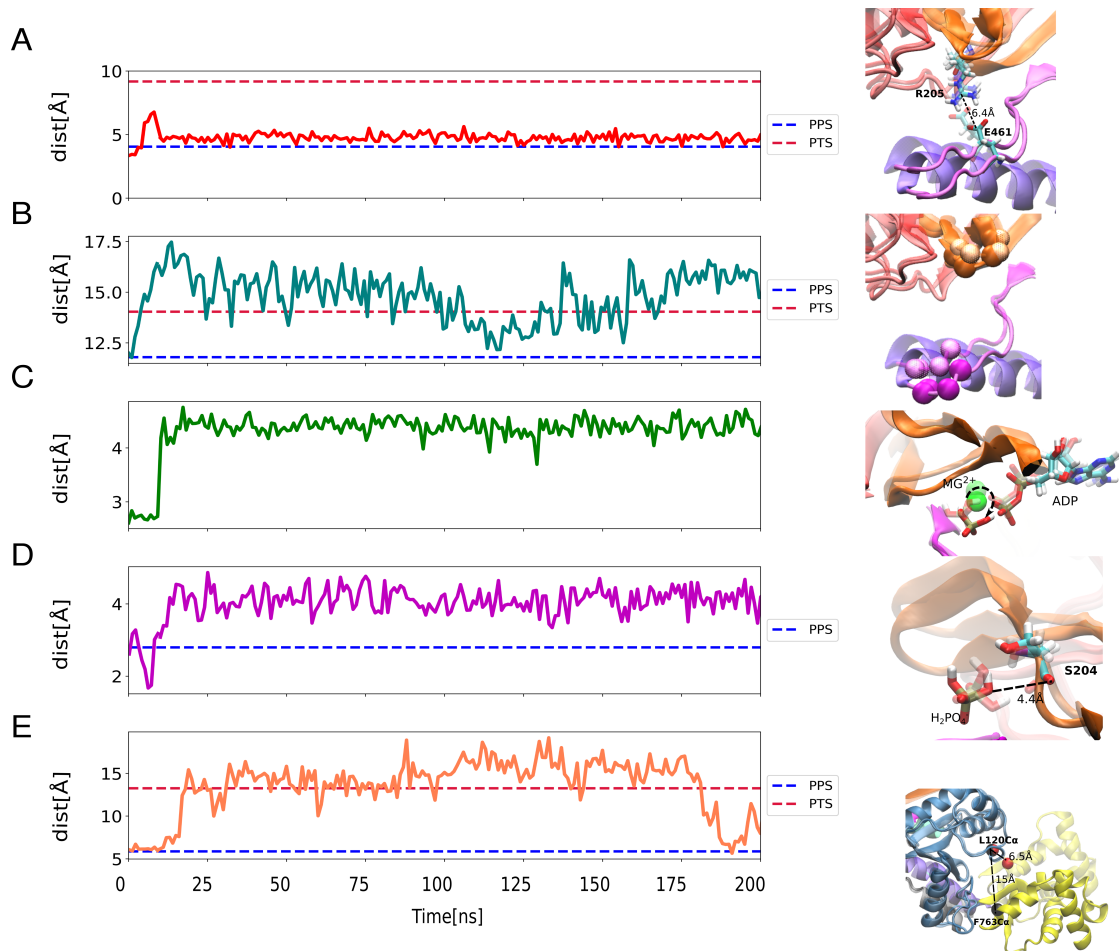 A
dist[Å]
10
5
0
PPS
PTS
R205
6.4Å
E461
B
dist[Å]
17.5
15.0
12.5
PPS
PTS
C
dist[Å]
4
3
MG2+
ADP
D
dist[Å]
4
2
PPS
S204
4.4Å
H2PO4
E
dist[Å]
15
10
5
PPS
PTS
L120Cα
6.5Å
15Å
F763Cα
0 25 50 75 100 125 150 175 200
Time[ns]